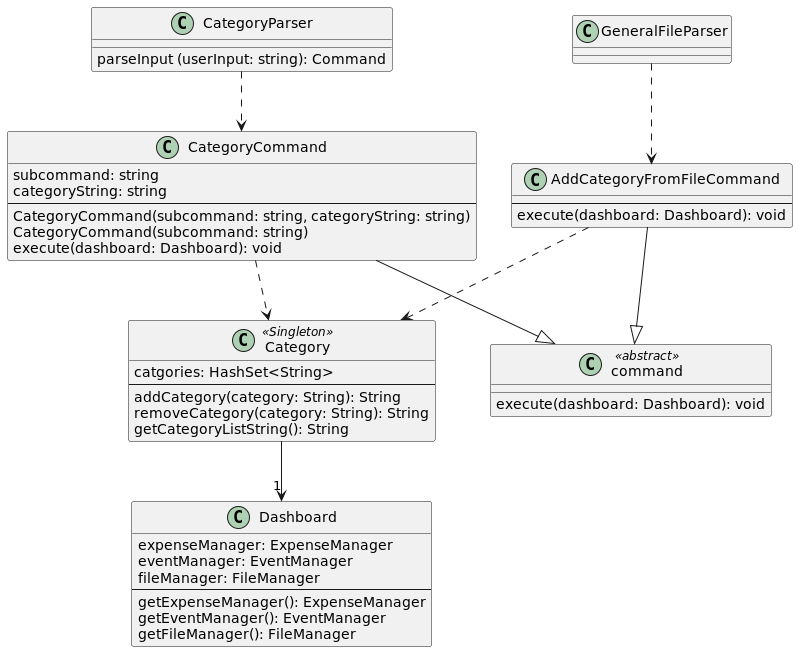 C CategoryParser
parseInput (userInput: string): Command
C GeneralFileParser
C CategoryCommand
subcommand: string
categoryString: string
CategoryCommand(subcommand: string, categoryString: string)
CategoryCommand(subcommand: string)
execute(dashboard: Dashboard): void
C AddCategoryFromFileCommand
execute(dashboard: Dashboard): void
«Singleton»
C Category
catgories: HashSet<String>
addCategory(category: String): String
removeCategory(category: String): String
getCategoryListString(): String
«abstract»
C command
execute(dashboard: Dashboard): void
1
C Dashboard
expenseManager: ExpenseManager
eventManager: EventManager
fileManager: FileManager
getExpenseManager(): ExpenseManager
getEventManager(): EventManager
getFileManager(): FileManager